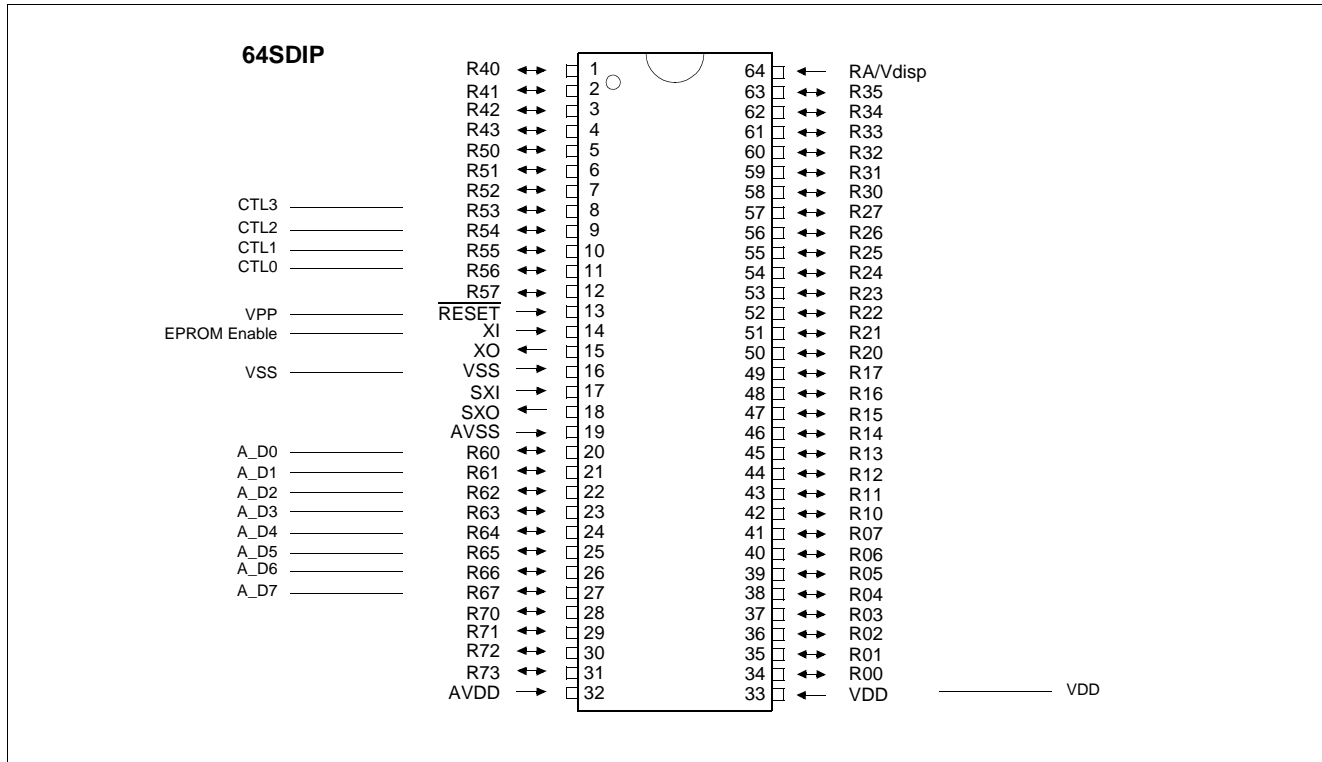 64SDIP
R40 1 64 RA/Vdisp
R41 2 63 R35
R42 3 62 R34
R43 4 61 R33
R50 5 60 R32
R51 6 59 R31
R52 7 58 R30
CTL3 R53 8 57 R27
CTL2 R54 9 56 R26
CTL1 R55 10 55 R25
CTL0 R56 11 54 R24
R57 12 53 R23
VPP RESET 13 52 R22
EPROM Enable XI 14 51 R21
XO 15 50 R20
VSS VSS 16 49 R17
SXI 17 48 R16
SXO 18 47 R15
AVSS 19 46 R14
A_D0 R60 20 45 R13
A_D1 R61 21 44 R12
A_D2 R62 22 43 R11
A_D3 R63 23 42 R10
A_D4 R64 24 41 R07
A_D5 R65 25 40 R06
A_D6 R66 26 39 R05
A_D7 R67 27 38 R04
R70 28 37 R03
R71 29 36 R02
R72 30 35 R01
R73 31 34 R00
AVDD 32 33 VDD VDD